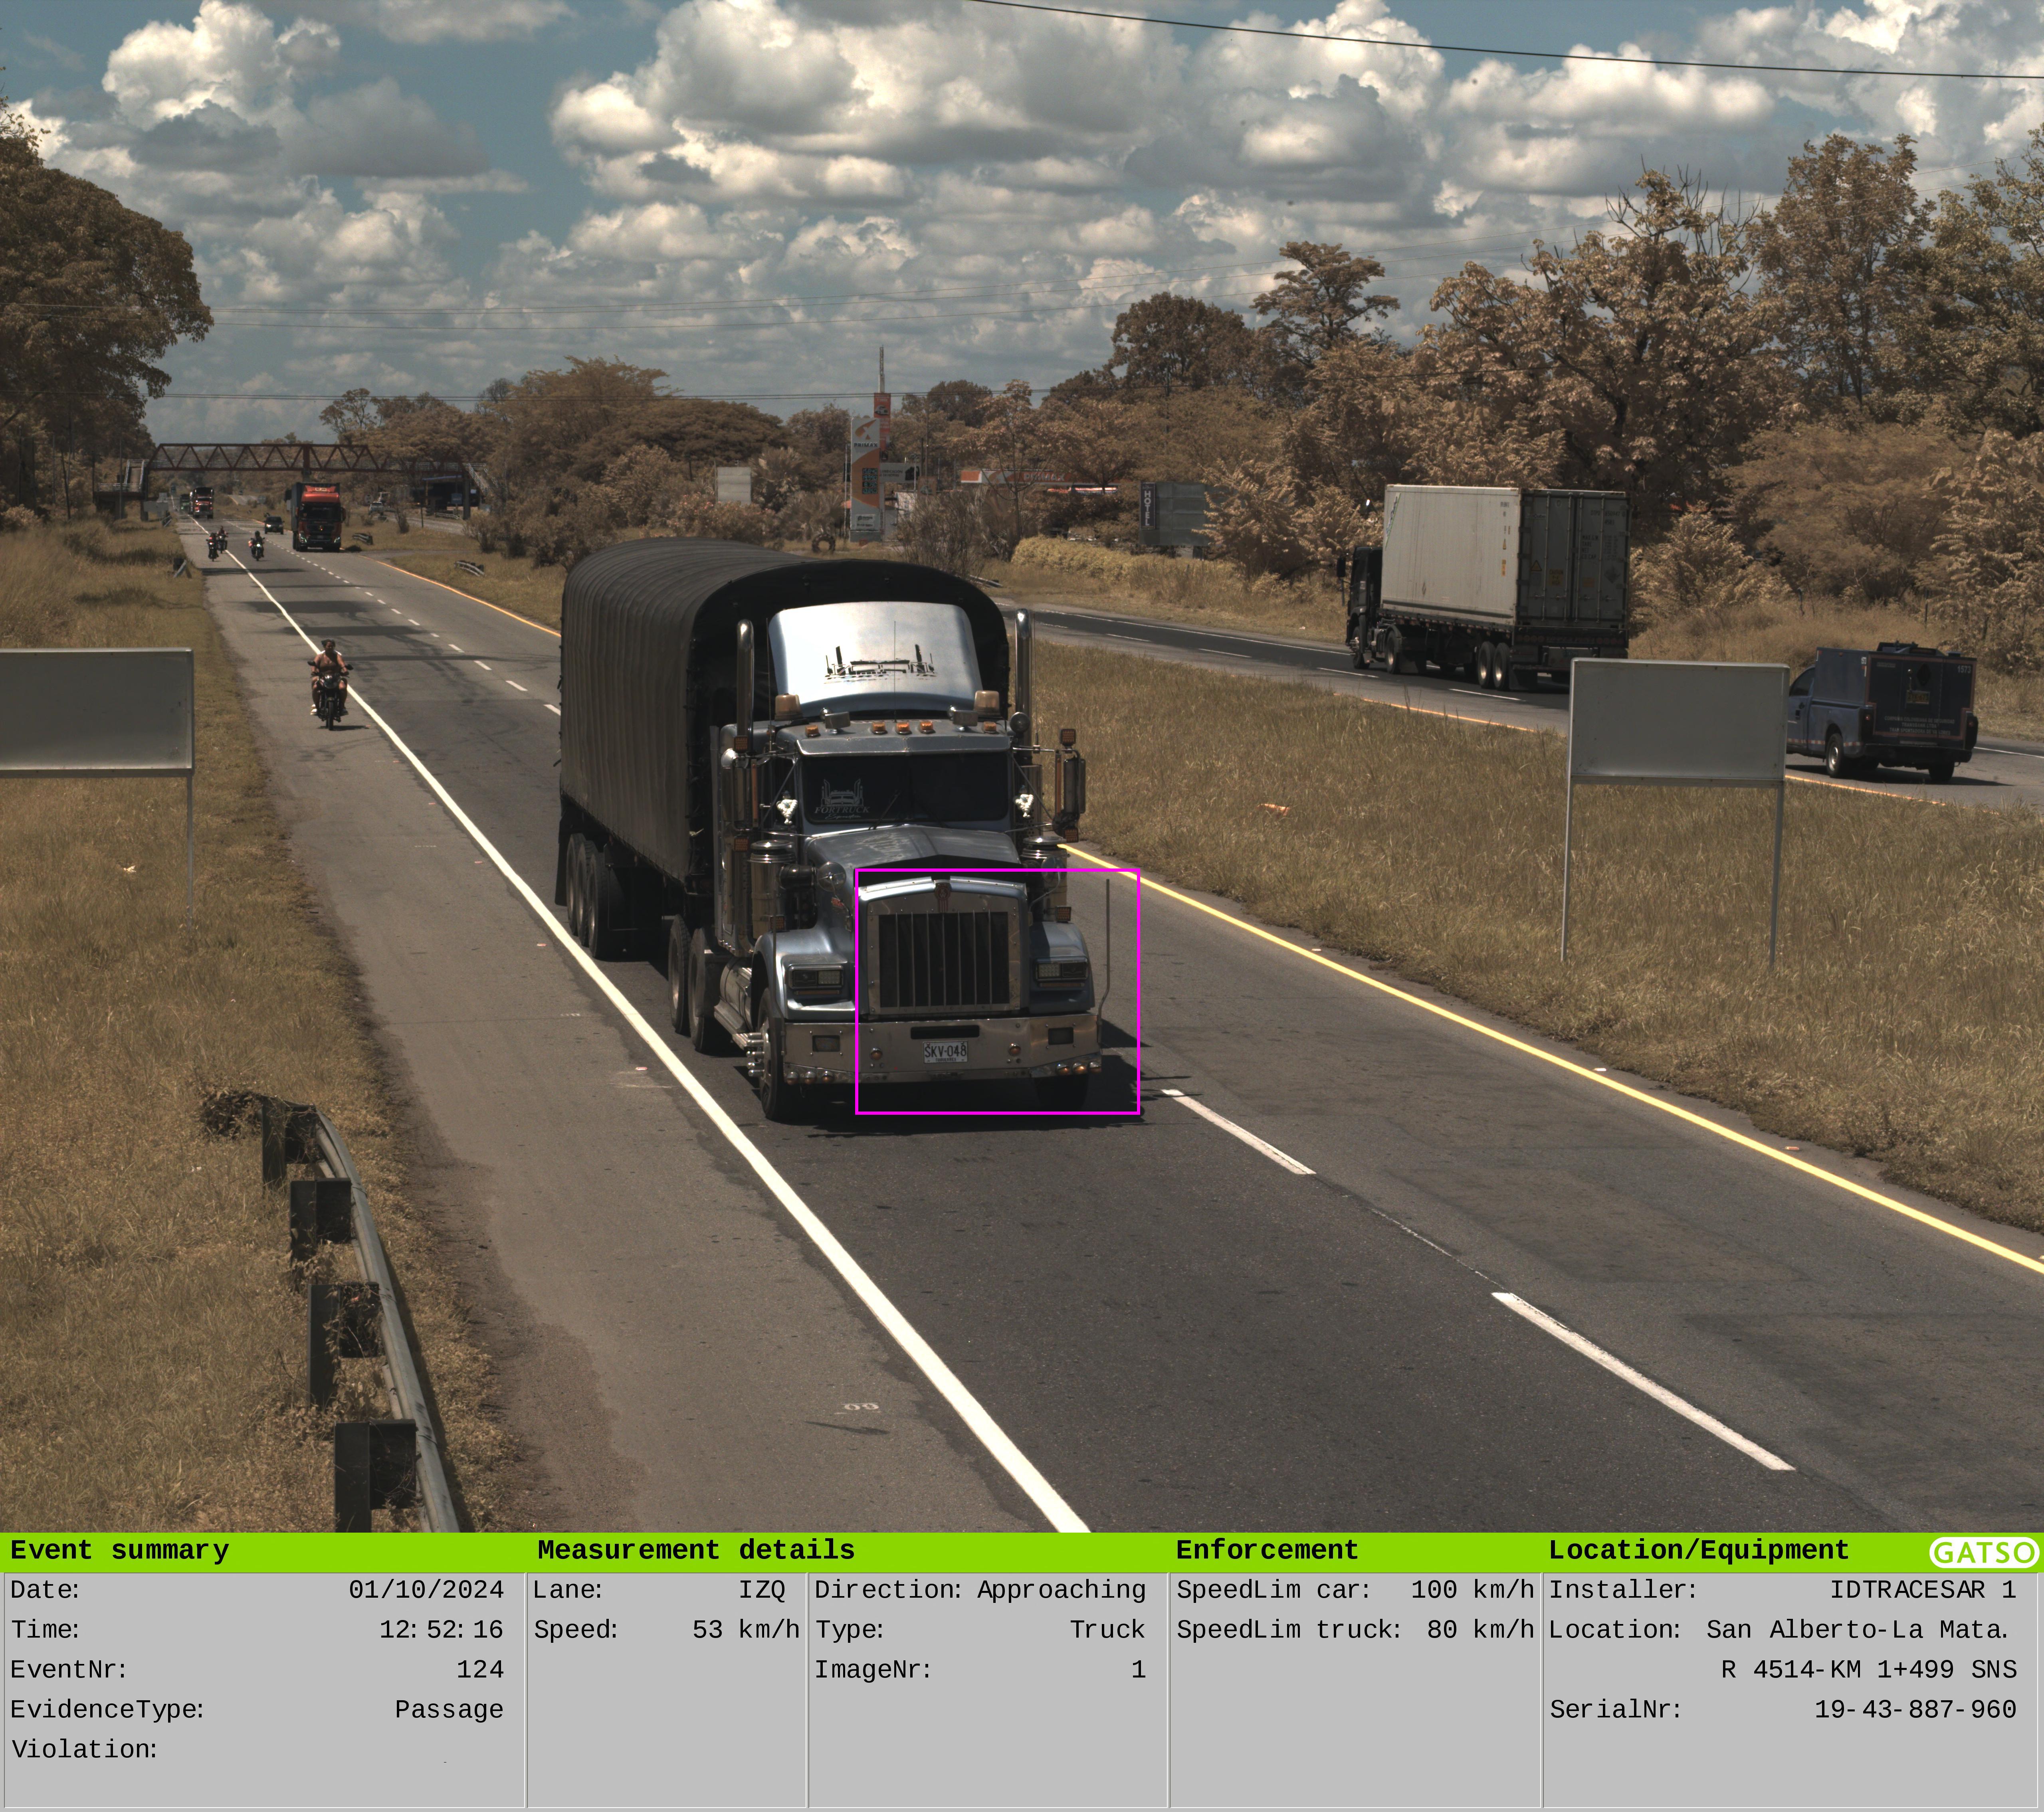 HOTEL
FORTRUCK
1573
SKV-048
Event summary
Date: 01/10/2024
Time: 12:52:16
EventNr: 124
EvidenceType: Passage
Violation:
Measurement details
Lane: IZQ
Speed: 53 km/h
Direction: Approaching
Type: Truck
ImageNr: 1
Enforcement
SpeedLim car: 100 km/h
SpeedLim truck: 80 km/h
Location/Equipment
GATSO
Installer: IDTRACESAR 1
Location: San Alberto-La Mata.
R 4514-KM 1+499 SNS
SerialNr: 19-43-887-960